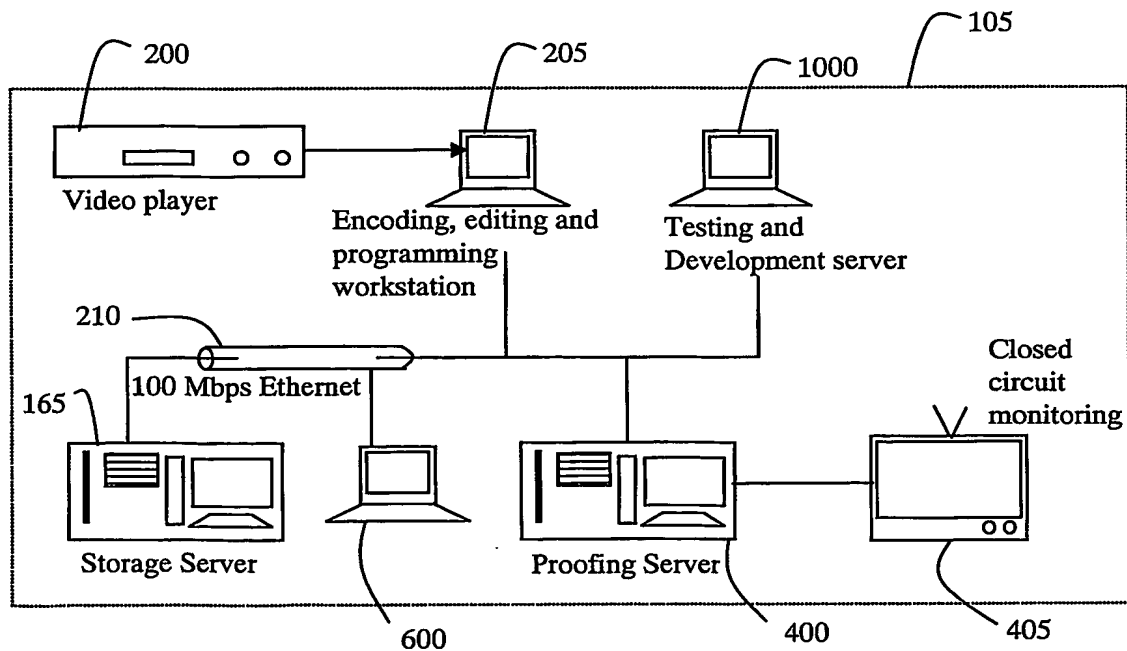 105
200
205
1000
Video player
Encoding, editing and
programming
workstation
Testing and
Development server
210
100 Mbps Ethernet
Closed
circuit
monitoring
165
Storage Server
Proofing Server
600
400
405